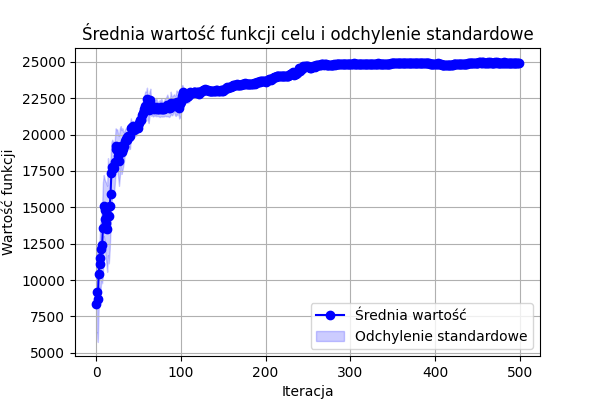 Średnia wartość funkcji celu i odchylenie standardowe
Wartość funkcji
25000
22500
20000
17500
15000
12500
10000
7500
5000
Średnia wartość
Odchylenie standardowe
0 100 200 300 400 500
Iteracja